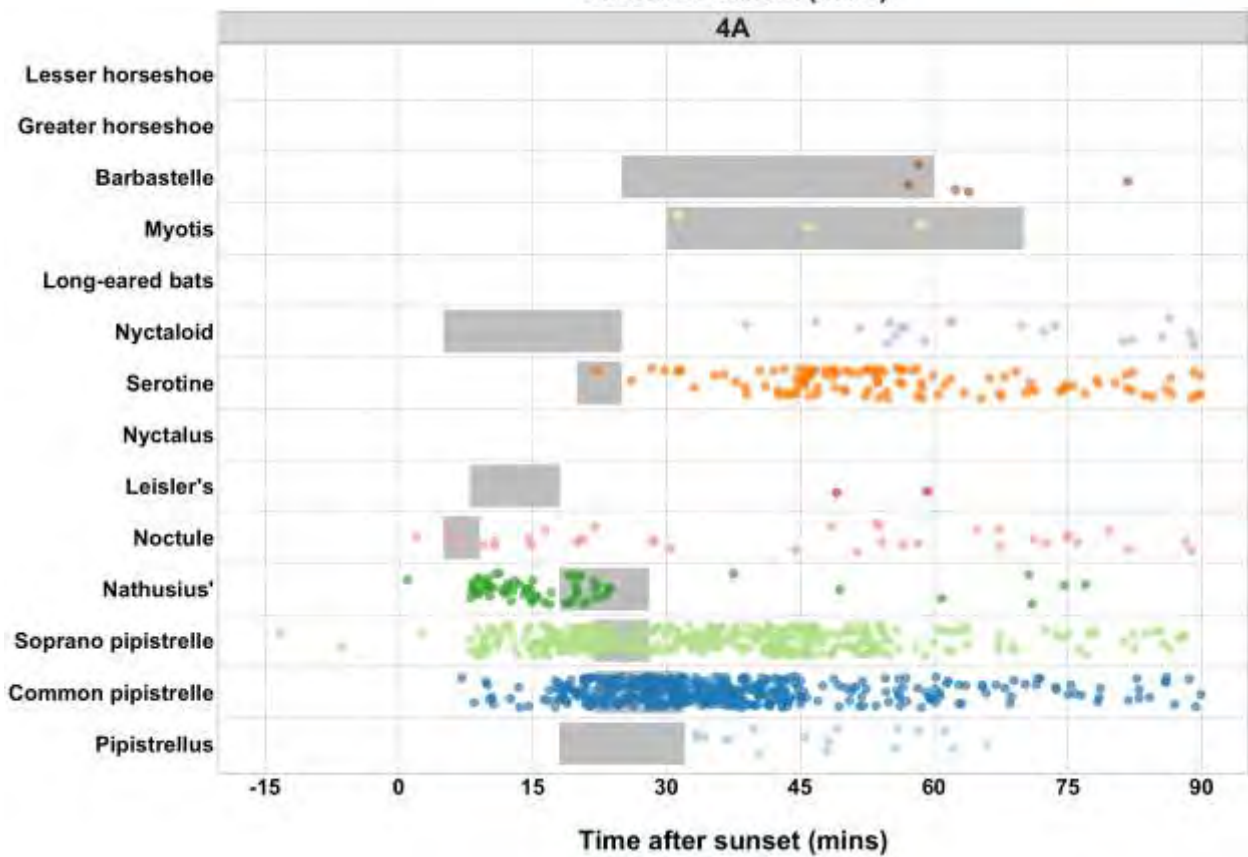 4A
Lesser horseshoe
Greater horseshoe
Barbastelle
Myotis
Long-eared bats
Nyctaloid
Serotine
Nyctalus
Leisler's
Noctule
Nathusius'
Soprano pipistrelle
Common pipistrelle
Pipistrellus
-15 0 15 30 45 60 75 90
Time after sunset (mins)